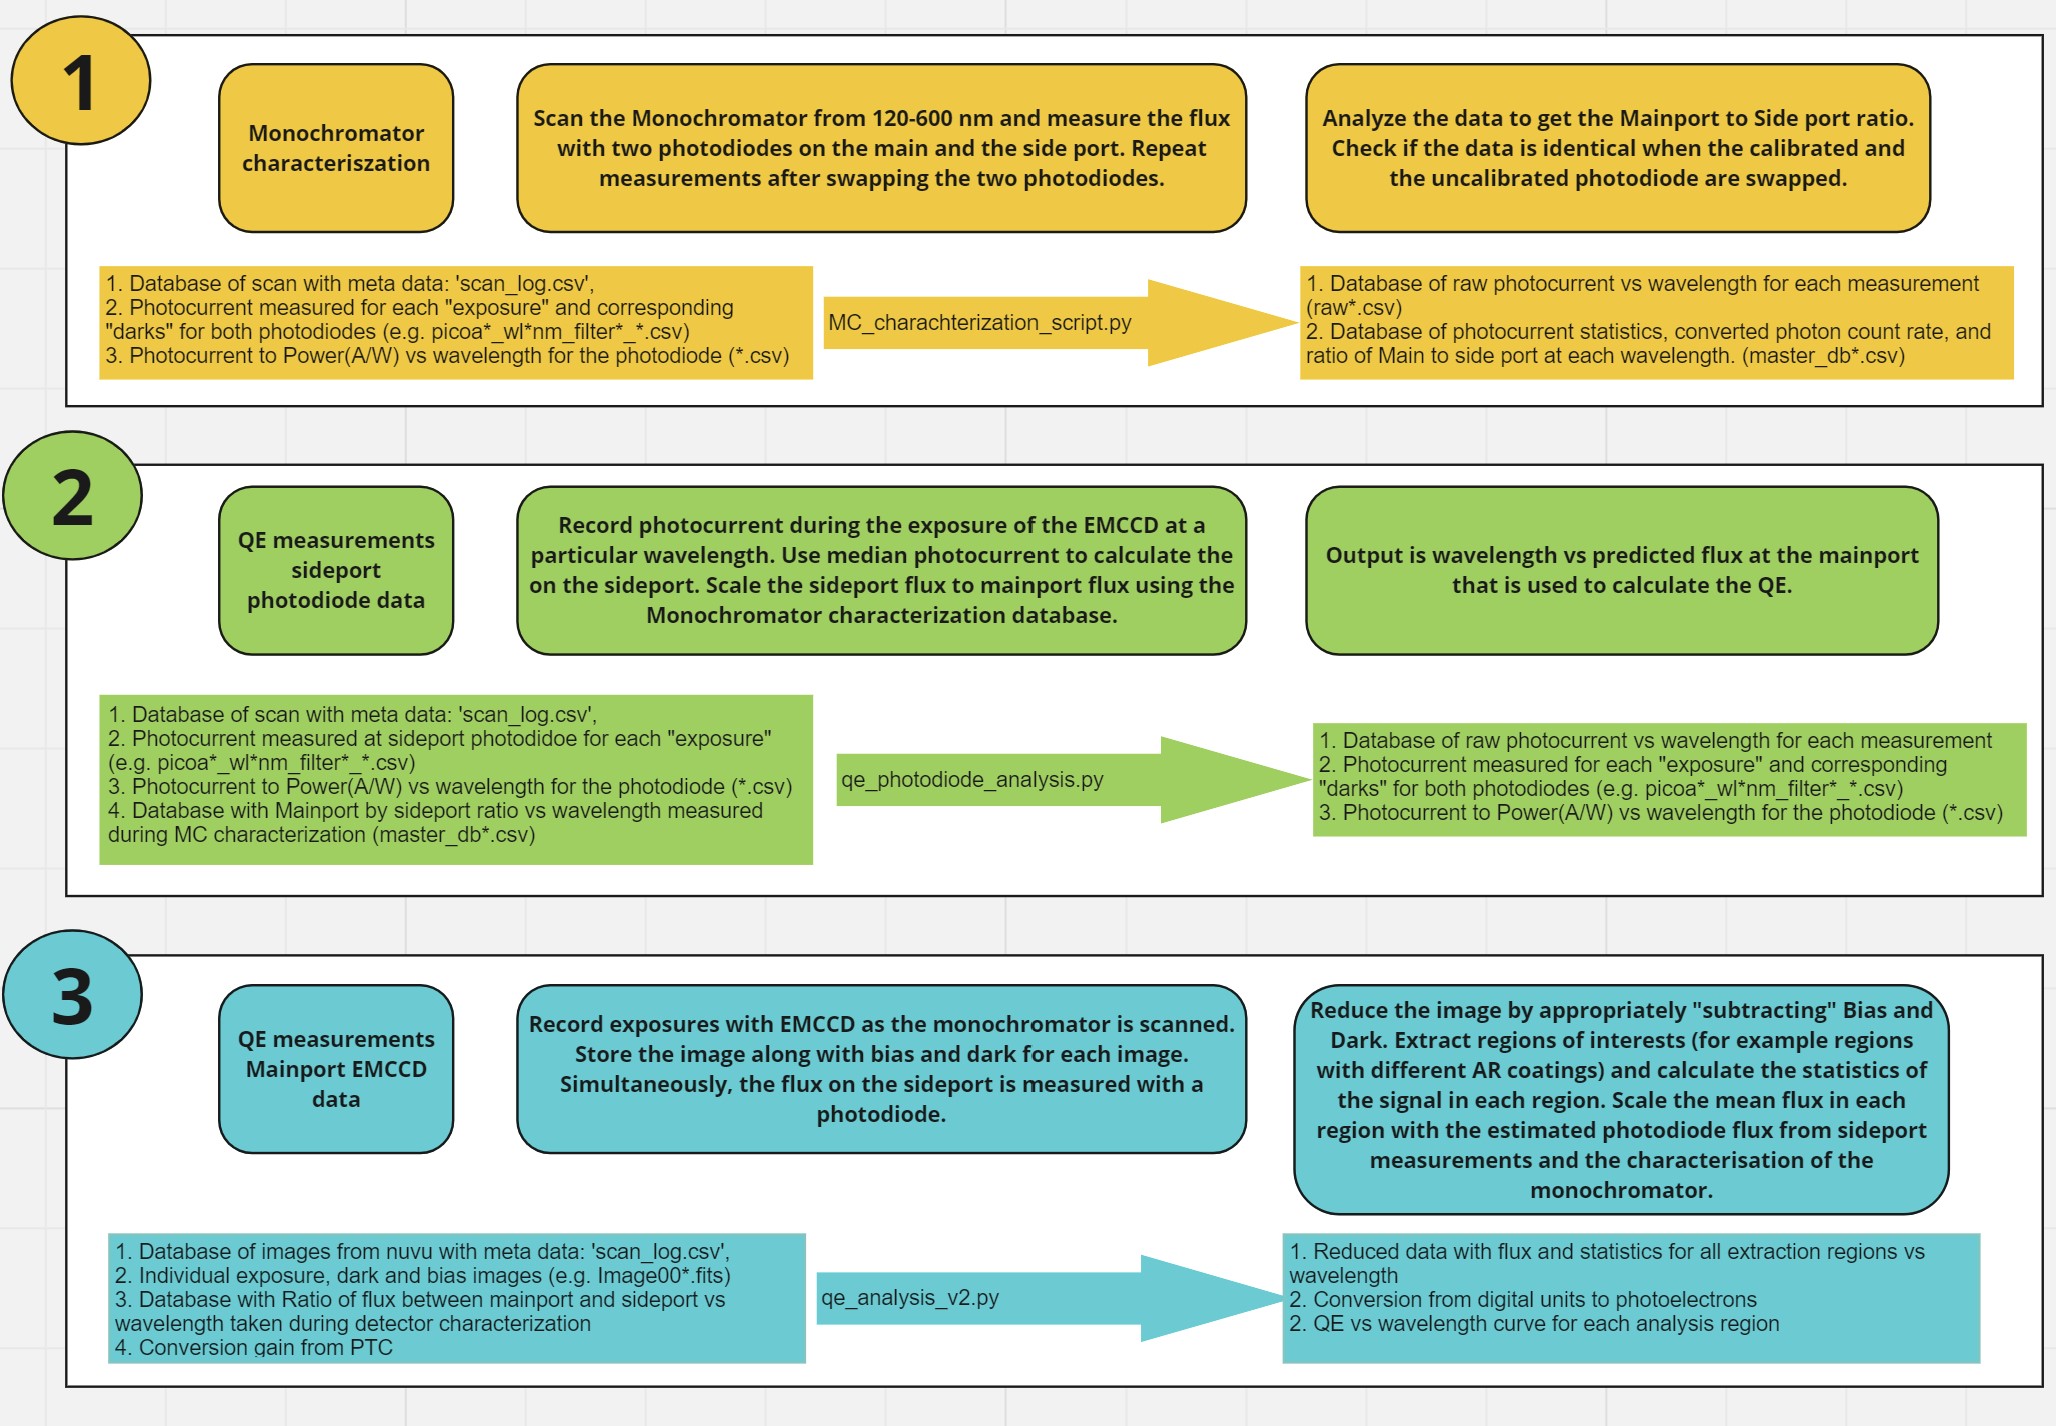 1
Monochromator
characteriszation
Scan the Monochromator from 120-600 nm and measure the flux
with two photodiodes on the main and the side port. Repeat
measurements after swapping the two photodiodes.
Analyze the data to get the Mainport to Side port ratio.
Check if the data is identical when the calibrated and
the uncalibrated photodiode are swapped.
1. Database of scan with meta data: 'scan_log.csv',
2. Photocurrent measured for each "exposure" and corresponding
"darks" for both photodiodes (e.g. picoa*_wl*nm_filter*_*.csv)
3. Photocurrent to Power(A/W) vs wavelength for the photodiode (*.csv)
MC_charachterization_script.py
1. Database of raw photocurrent vs wavelength for each measurement
(raw*.csv)
2. Database of photocurrent statistics, converted photon count rate, and
ratio of Main to side port at each wavelength. (master_db*.csv)
2
QE measurements
sideport
photodiode data
Record photocurrent during the exposure of the EMCCD at a
particular wavelength. Use median photocurrent to calculate the
on the sideport. Scale the sideport flux to mainport flux using the
Monochromator characterization database.
Output is wavelength vs predicted flux at the mainport
that is used to calculate the QE.
1. Database of scan with meta data: 'scan_log.csv',
2. Photocurrent measured at sideport photodidoe for each "exposure"
(e.g. picoa*_wl*nm_filter*_*.csv)
3. Photocurrent to Power(A/W) vs wavelength for the photodiode (*.csv)
4. Database with Mainport by sideport ratio vs wavelength measured
during MC characterization (master_db*.csv)
qe_photodiode_analysis.py
1. Database of raw photocurrent vs wavelength for each measurement
2. Photocurrent measured for each "exposure" and corresponding
"darks" for both photodiodes (e.g. picoa*_wl*nm_filter*_*.csv)
3. Photocurrent to Power(A/W) vs wavelength for the photodiode (*.csv)
3
QE measurements
Mainport EMCCD
data
Record exposures with EMCCD as the monochromator is scanned.
Store the image along with bias and dark for each image.
Simultaneously, the flux on the sideport is measured with a
photodiode.
Reduce the image by appropriately "subtracting" Bias and
Dark. Extract regions of interests (for example regions
with different AR coatings) and calculate the statistics of
the signal in each region. Scale the mean flux in each
region with the estimated photodiode flux from sideport
measurements and the characterisation of the
monochromator.
1. Database of images from nuvu with meta data: 'scan_log.csv',
2. Individual exposure, dark and bias images (e.g. Image00*.fits)
3. Database with Ratio of flux between mainport and sideport vs
wavelength taken during detector characterization
4. Conversion gain from PTC
qe_analysis_v2.py
1. Reduced data with flux and statistics for all extraction regions vs
wavelength
2. Conversion from digital units to photoelectrons
2. QE vs wavelength curve for each analysis region